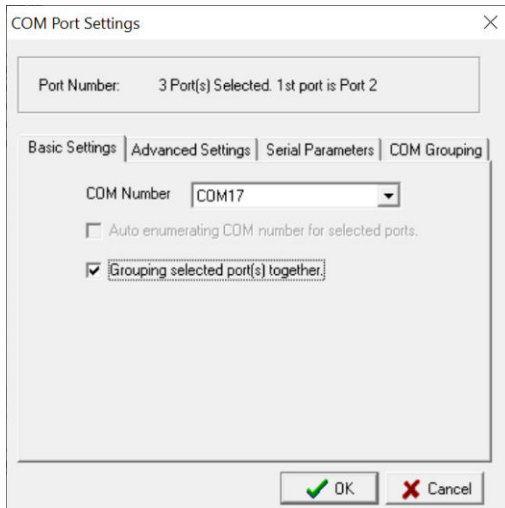 COM Port Settings
Port Number: 3 Port(s) Selected. 1st port is Port 2
Basic Settings Advanced Settings Serial Parameters COM Grouping
COM Number COM17
Auto enumerating COM number for selected ports.
Grouping selected port(s) together.
OK Cancel